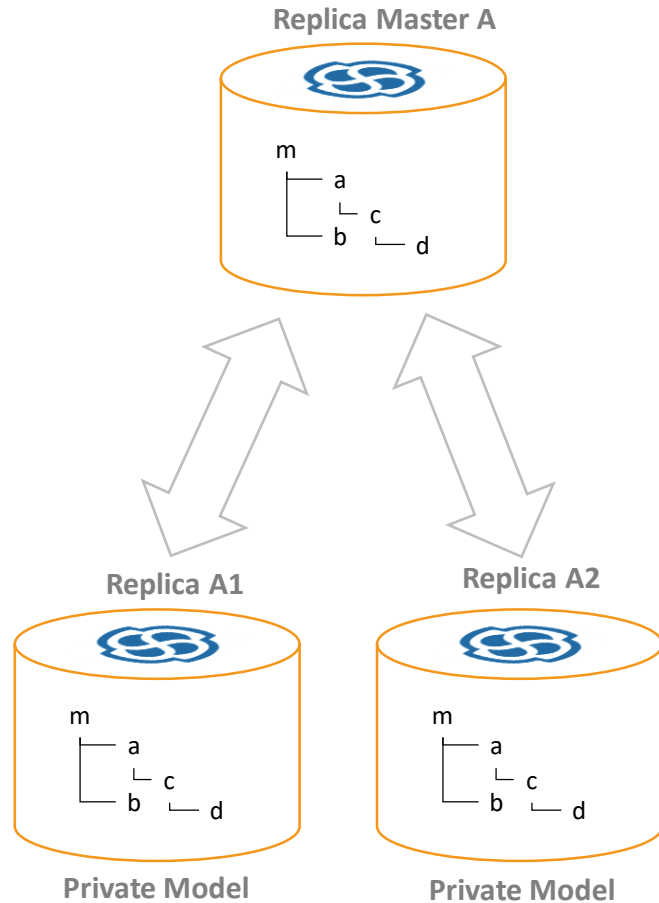 Replica Master A
m
a
c
b
d
Replica A1
m
a
c
b
d
Private Model
Replica A2
m
a
c
b
d
Private Model